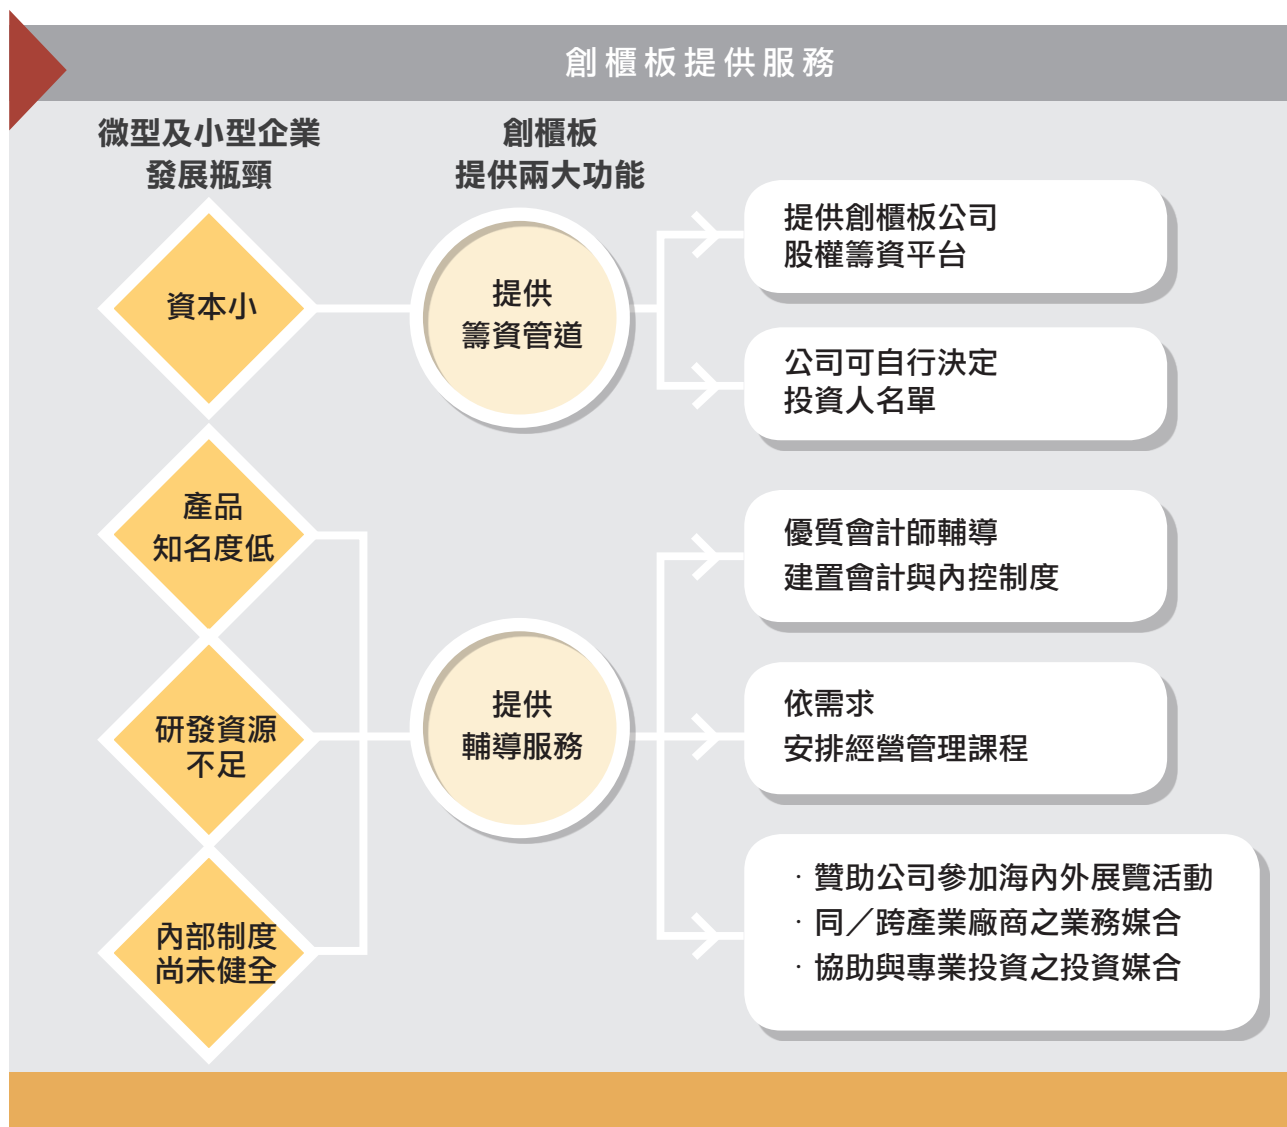 創櫃板提供服務
微型及小型企業
發展瓶頸
創櫃板
提供兩大功能
資本小
提供
籌資管道
提供創櫃板公司
股權籌資平台
公司可自行決定
投資人名單
產品
知名度低
研發資源
不足
內部制度
尚未健全
提供
輔導服務
優質會計師輔導
建置會計與內控制度
依需求
安排經營管理課程
·贊助公司參加海內外展覽活動
·同／跨產業廠商之業務媒合
·協助與專業投資之投資媒合